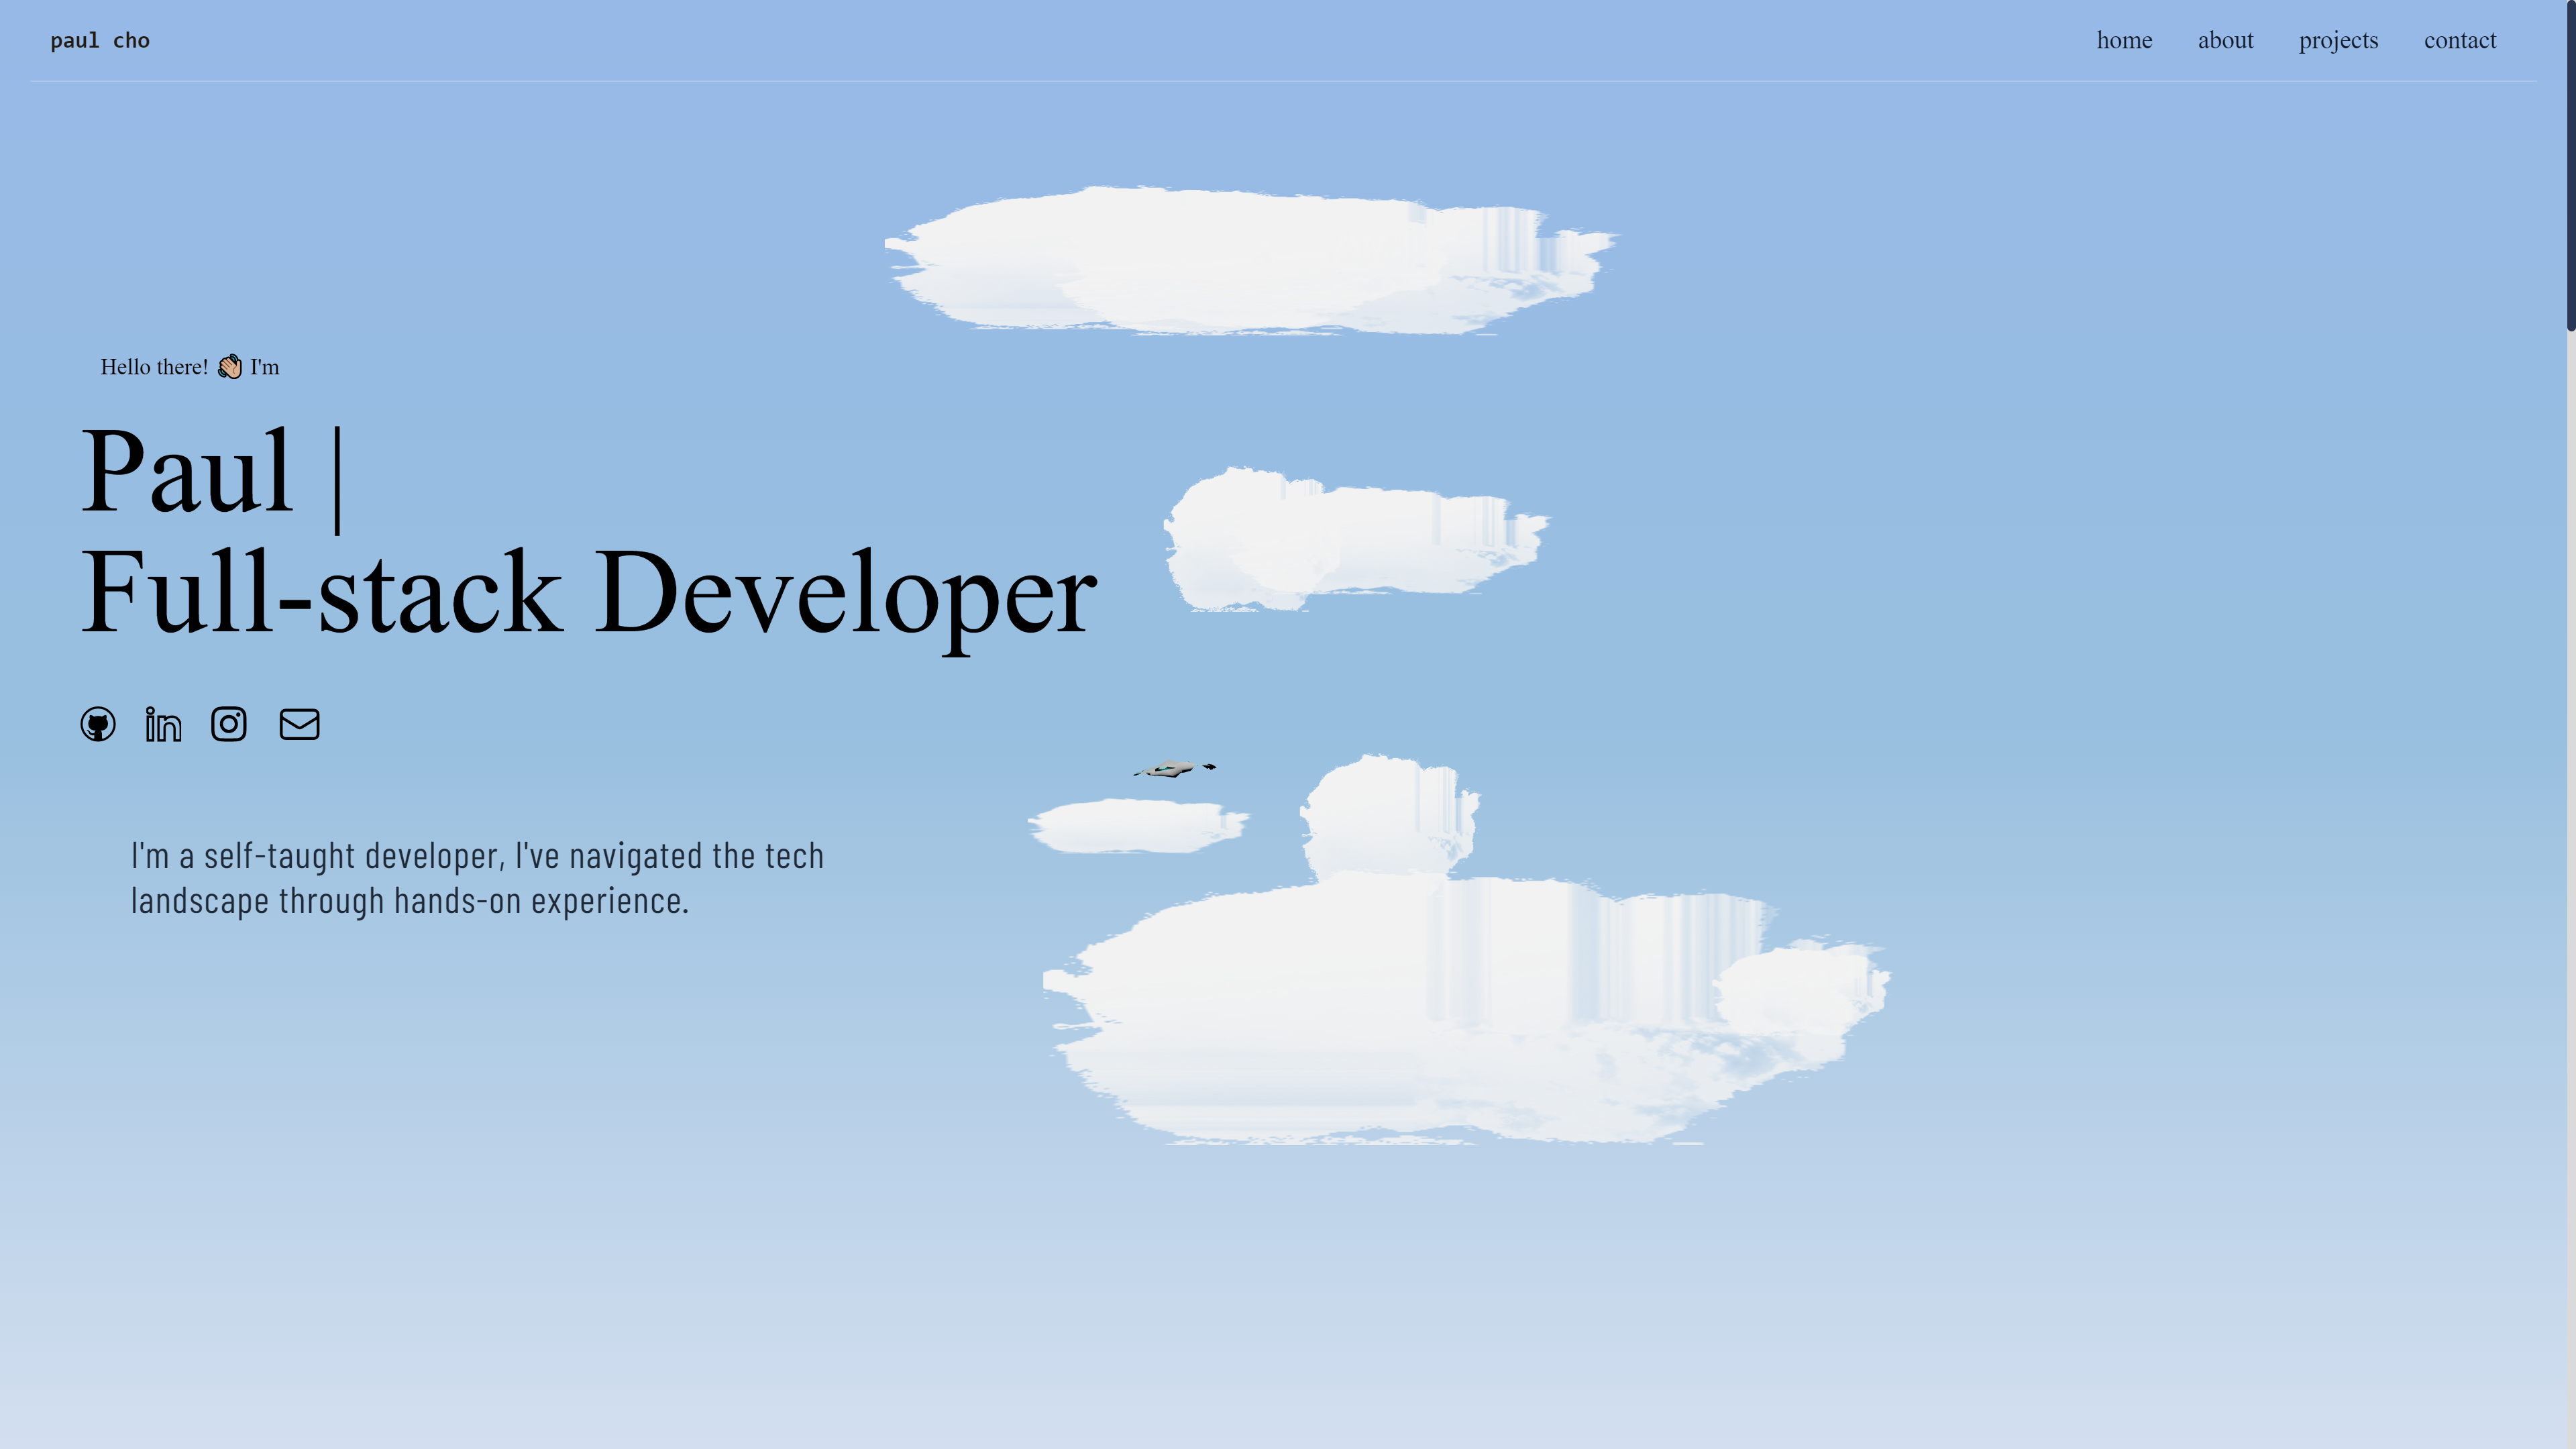 paul cho
home about projects contact
Hello there! 👋🏼 I'm
Paul |
Full-stack Developer
I'm a self-taught developer, I've navigated the tech
landscape through hands-on experience.